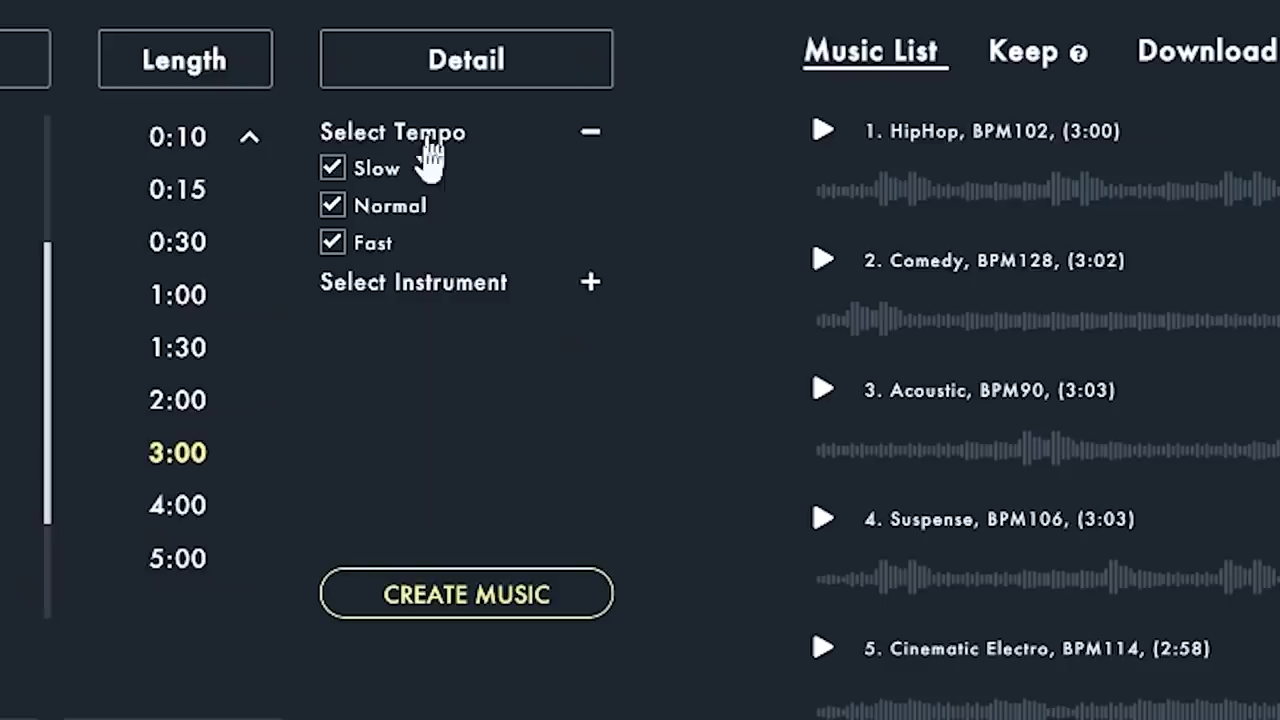 Length
0:10
0:15
0:30
1:00
1:30
2:00
3:00
4:00
5:00
Detail
Select Tempo
Slow
Normal
Fast
Select Instrument
CREATE MUSIC
Music List Keep ? Download
1. HipHop, BPM102, (3:00)
2. Comedy, BPM128, (3:02)
3. Acoustic, BPM90, (3:03)
4. Suspense, BPM106, (3:03)
5. Cinematic Electro, BPM114, (2:58)